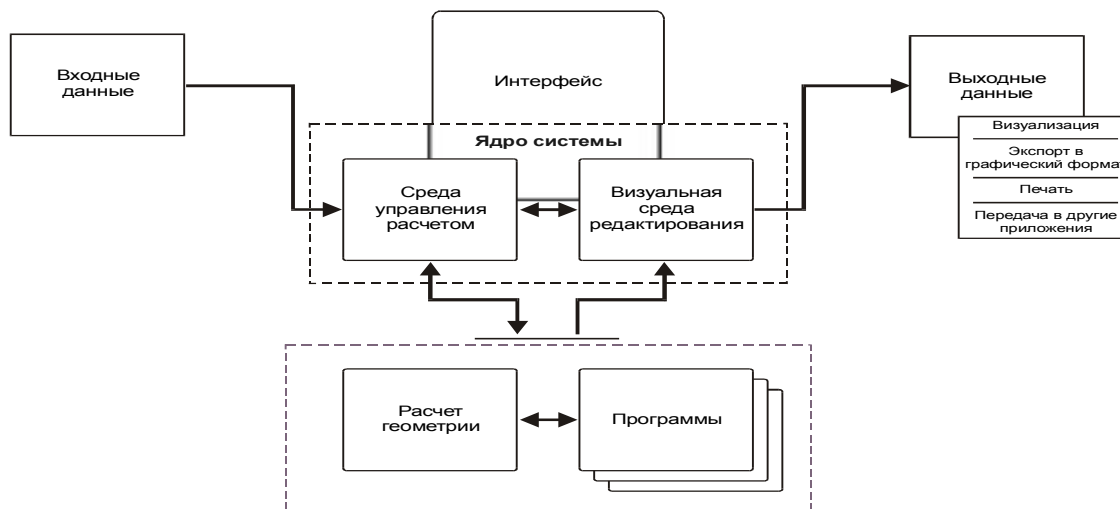 Входные
данные
Интерфейс
Выходные
данные
Визуализация
Экспорт в
графический формат
Печать
Передача в другие
приложения
Ядро системы
Среда
управления
расчетом
Визуальная
среда
редактирования
Расчет
геометрии
Программы